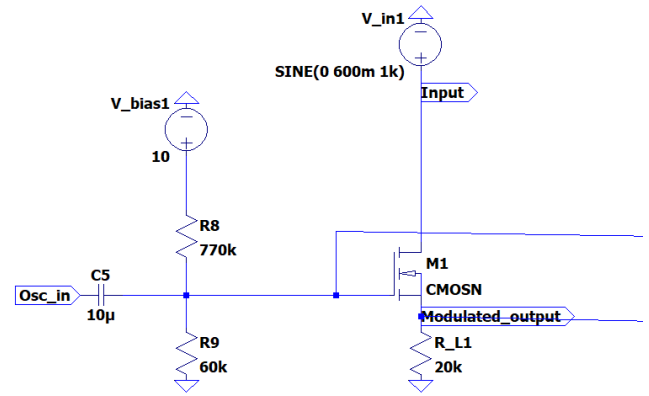 V_in1
SINE(0 600m 1k)
Input
V_bias1
10
R8
770k
C5
Osc_in
10µ
M1
CMOSN
Modulated_output
R9
60k
R_L1
20k